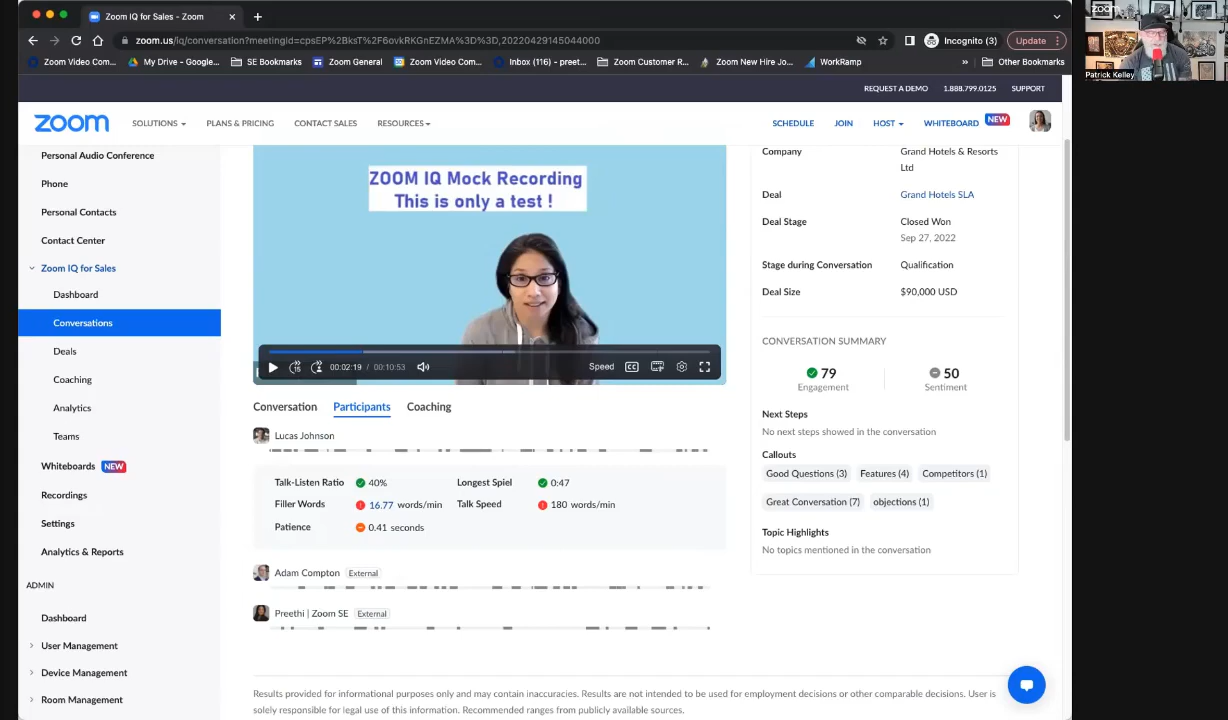 Zoom IQ for Sales - Zoom
zoom.us/iq/conversation?meetingId=cpsEP%2BksT%2F6ovkRKGnEZMA%3D%3D,20220429145044000
Incognito (3)
Update
Zoom Video Com...
My Drive - Google...
SE Bookmarks
Zoom General
Zoom Video Com...
Inbox (116) - preet...
Zoom Customer R...
Zoom New Hire Jo...
WorkRamp
»
Other Bookmarks
zoom
Patrick Kelley
REQUEST A DEMO
1.888.799.0125
SUPPORT
zoom
SOLUTIONS
PLANS & PRICING
CONTACT SALES
RESOURCES
SCHEDULE
JOIN
HOST
WHITEBOARD
NEW
Personal Audio Conference
Phone
Personal Contacts
Contact Center
Zoom IQ for Sales
Dashboard
Conversations
Deals
Coaching
Analytics
Teams
Whiteboards NEW
Recordings
Settings
Analytics & Reports
ADMIN
Dashboard
User Management
Device Management
Room Management
ZOOM IQ Mock Recording
This is only a test !
15
00:02:19 / 00:10:53
Speed
CC
Conversation
Participants
Coaching
Lucas Johnson
Talk-Listen Ratio 40%
Longest Spiel 0:47
Filler Words 16.77 words/min
Talk Speed 180 words/min
Patience 0.41 seconds
Adam Compton External
Preethi | Zoom SE External
Company
Grand Hotels & Resorts
Ltd
Deal
Grand Hotels SLA
Deal Stage
Closed Won
Sep 27, 2022
Stage during Conversation
Qualification
Deal Size
$90,000 USD
CONVERSATION SUMMARY
79
Engagement
50
Sentiment
Next Steps
No next steps showed in the conversation
Callouts
Good Questions (3)
Features (4)
Competitors (1)
Great Conversation (7)
objections (1)
Topic Highlights
No topics mentioned in the conversation
Results provided for informational purposes only and may contain inaccuracies. Results are not intended to be used for employment decisions or other comparable decisions. User is
solely responsible for legal use of this information. Recommended ranges from publicly available sources.